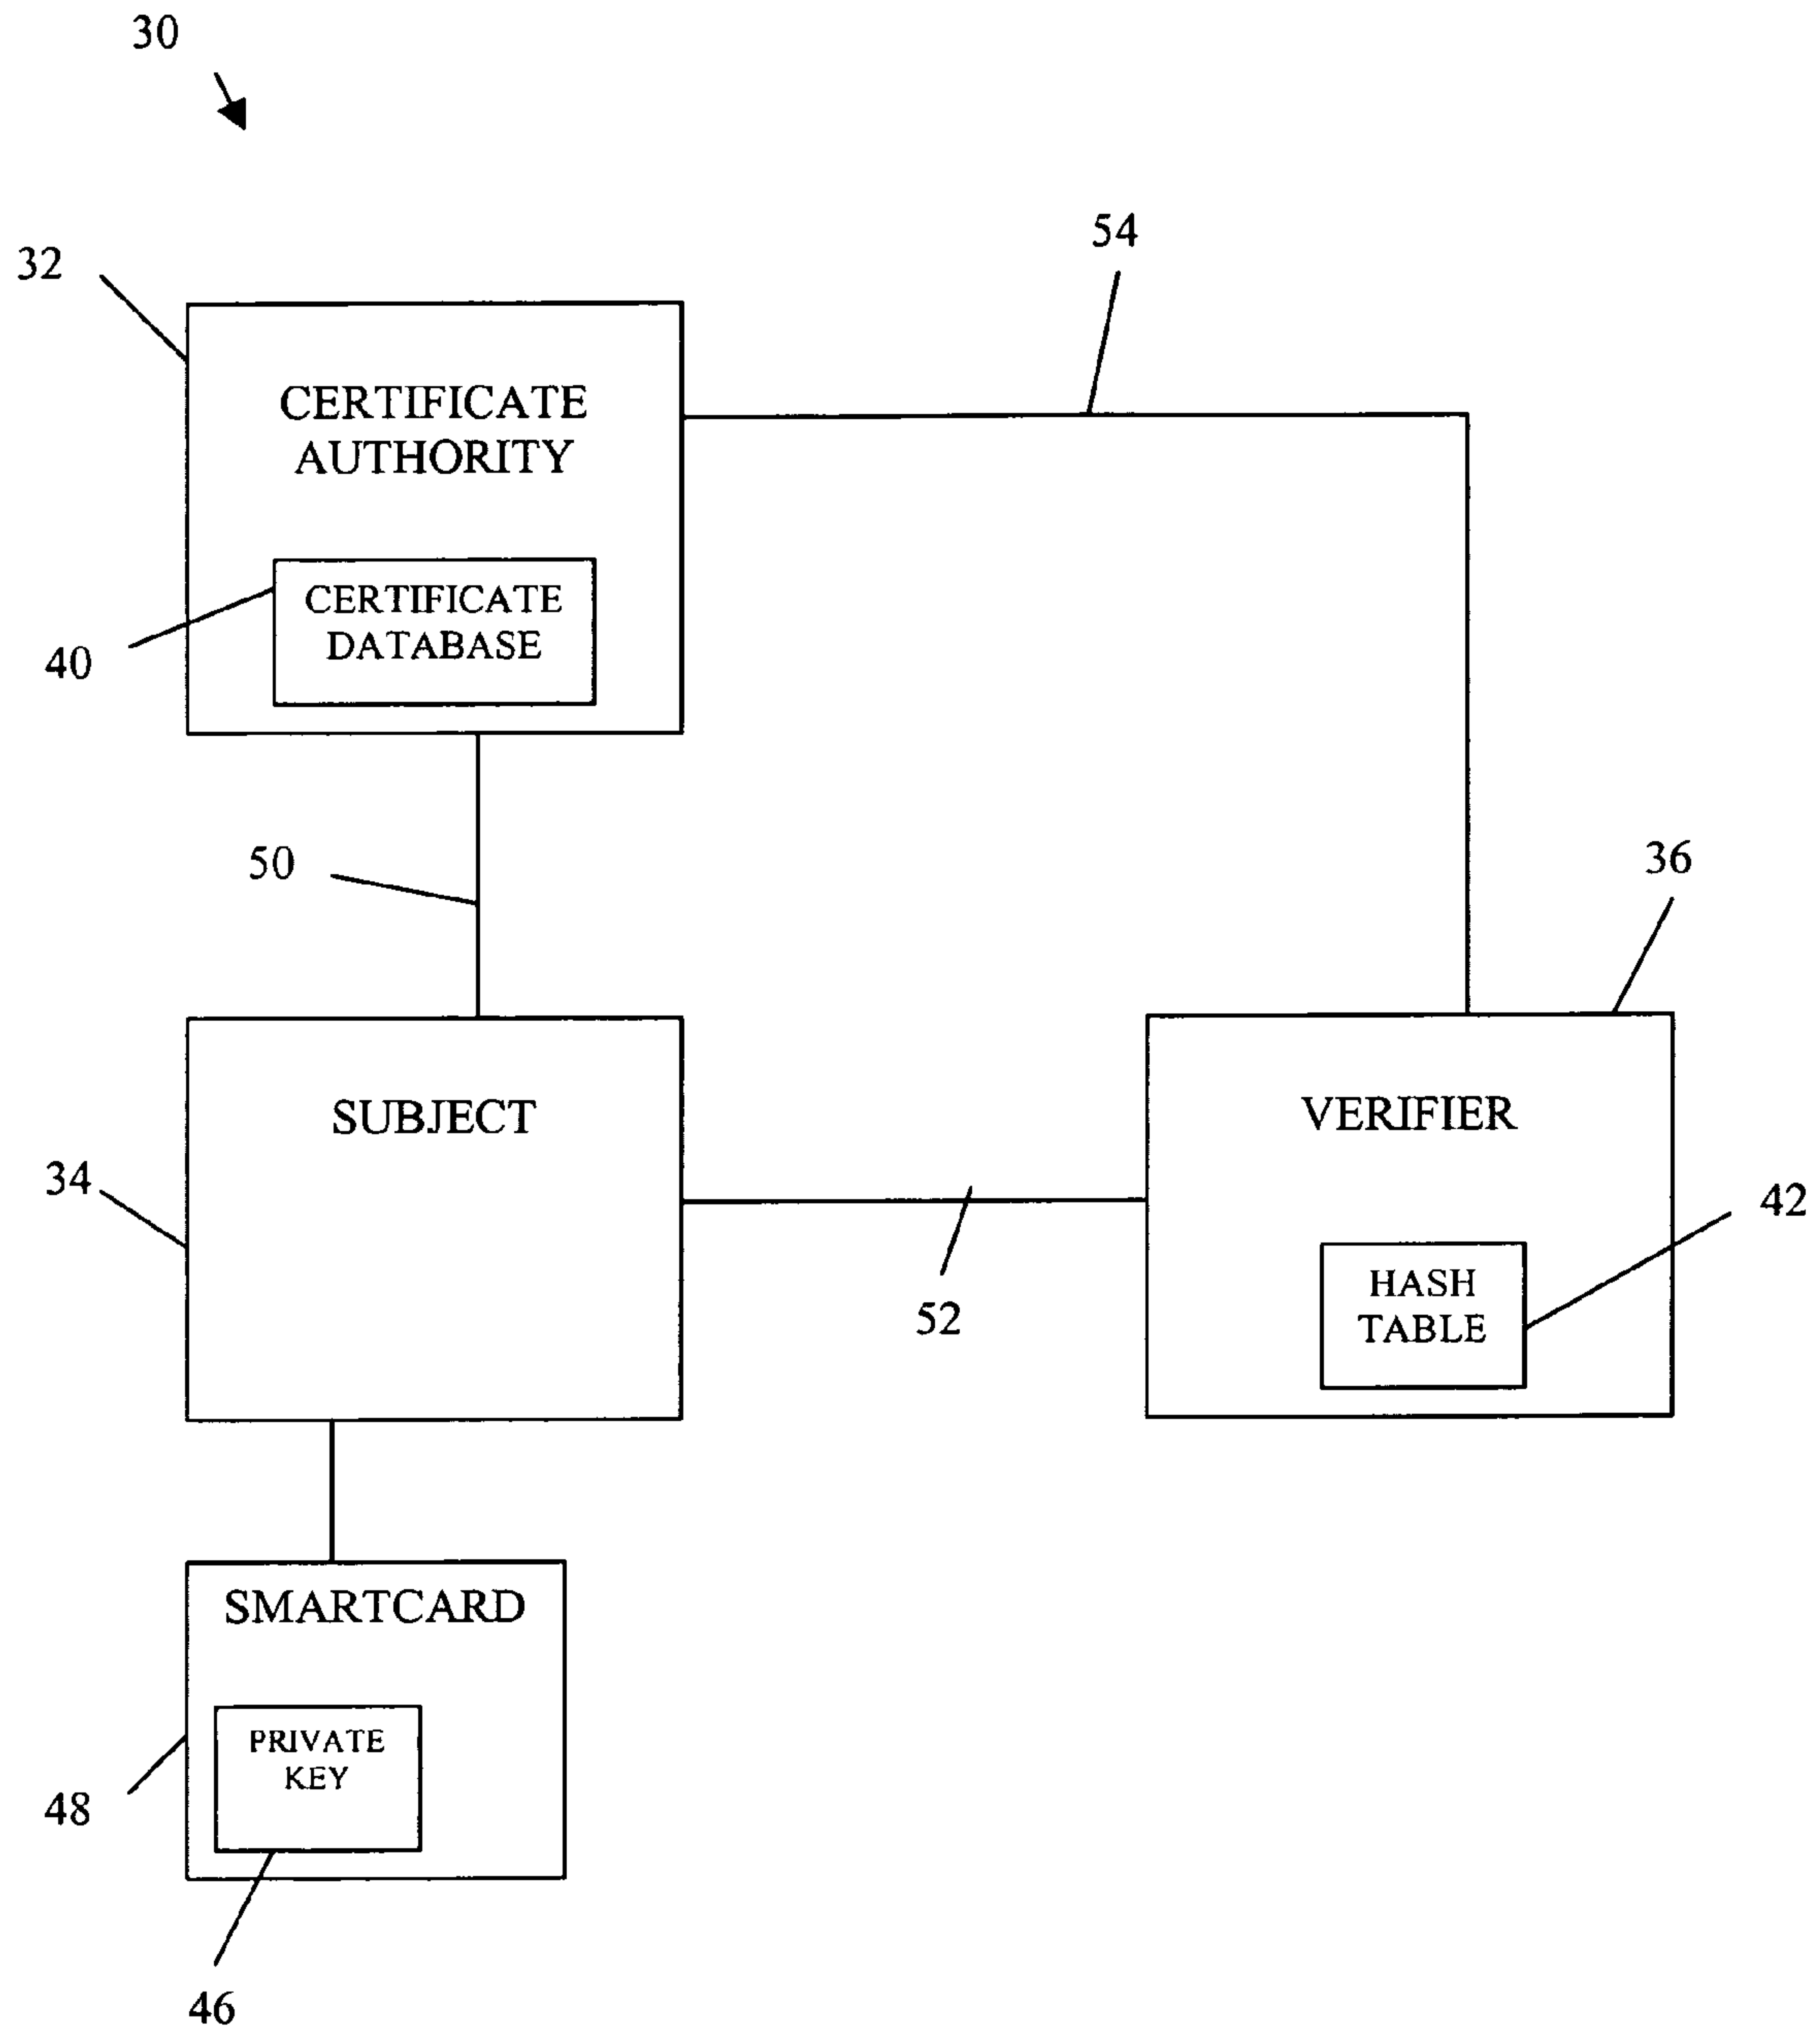 30
54
32
CERTIFICATE
AUTHORITY
CERTIFICATE
DATABASE
40
50
36
SUBJECT
VERIFIER
34
42
HASH
TABLE
52
SMARTCARD
PRIVATE
KEY
48
46